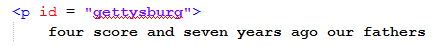 <p id = "gettysburg">
four score and seven years ago our fathers